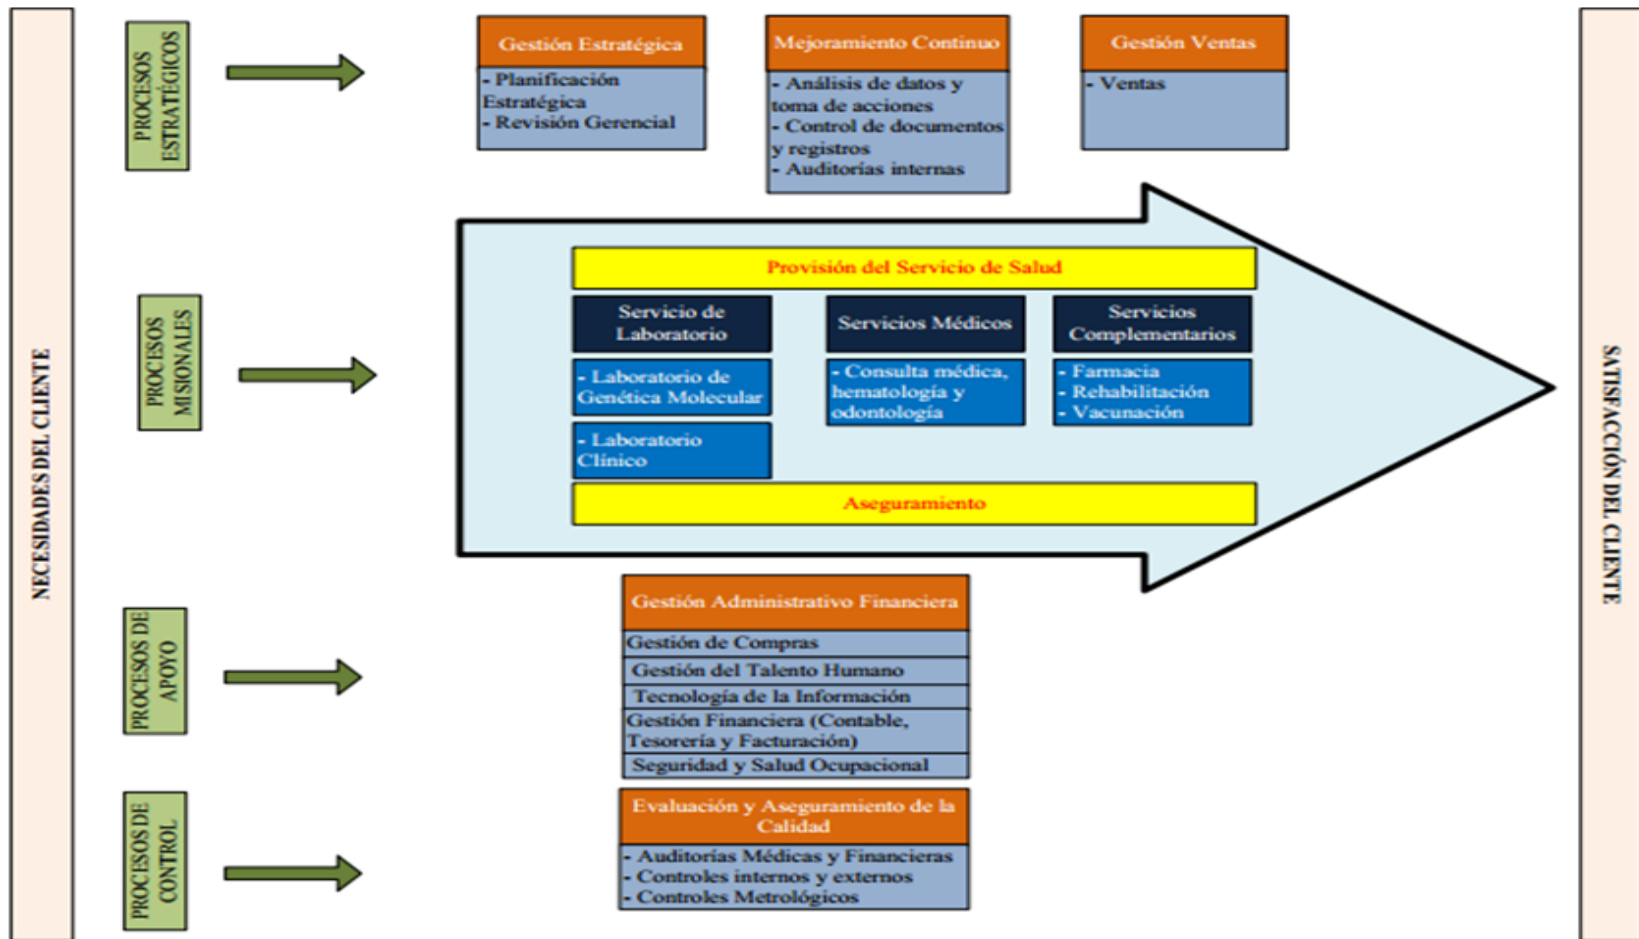 NECESIDADES DEL CLIENTE
PROCESOS
ESTRATÉGICOS
Gestión Estratégica
- Planificación
Estratégica
- Revisión Gerencial
Mejoramiento Continuo
- Análisis de datos y
toma de acciones
- Control de documentos
y registros
- Auditorías internas
Gestión Ventas
- Ventas
PROCESOS
MISIONALES
Provisión del Servicio de Salud
Servicio de
Laboratorio
- Laboratorio de
Genética Molecular
- Laboratorio
Clínico
Servicios Médicos
- Consulta médica,
hematología y
odontología
Servicios
Complementarios
- Farmacia
- Rehabilitación
- Vacunación
Aseguramiento
PROCESOS DE
APOYO
Gestión Administrativo Financiera
Gestión de Compras
Gestión del Talento Humano
Tecnología de la Información
Gestión Financiera (Contable,
Tesorería y Facturación)
Seguridad y Salud Ocupacional
PROCESOS DE
CONTROL
Evaluación y Aseguramiento de la
Calidad
- Auditorías Médicas y Financieras
- Controles internos y externos
- Controles Metrológicos
SATISFACCIÓN DEL CLIENTE